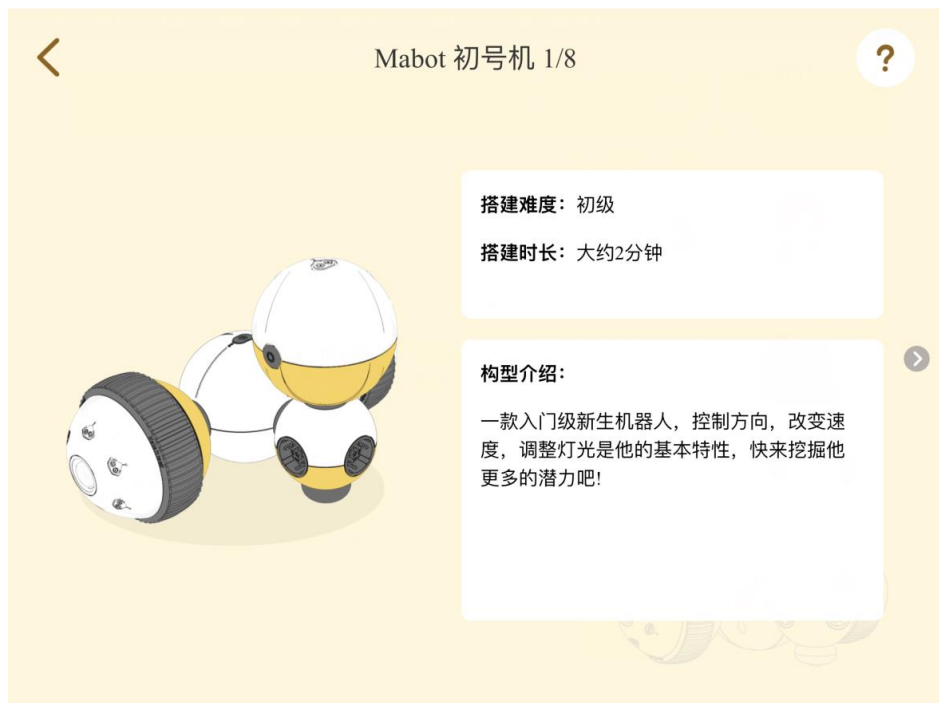 Mabot 初号机 1/8
?
搭建难度：初级
搭建时长：大约2分钟
构型介绍：
一款入门级新生机器人，控制方向，改变速
度，调整灯光是他的基本特性，快来挖掘他
更多的潜力吧!